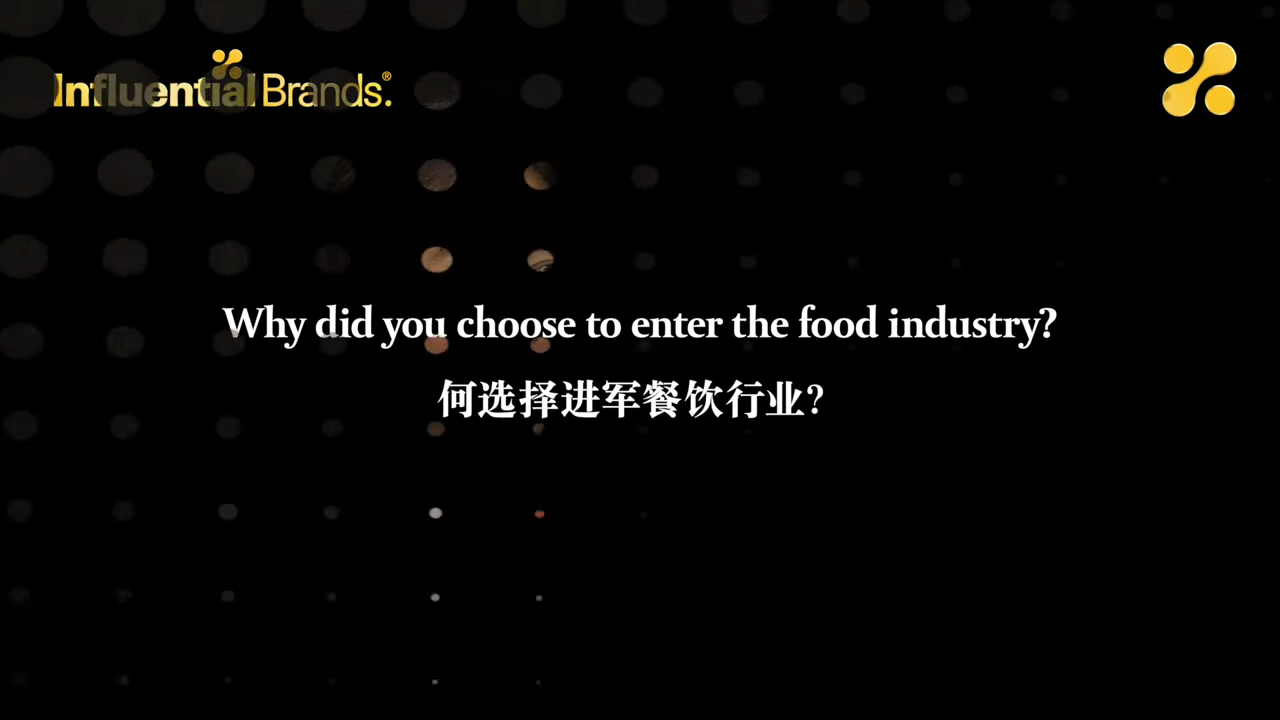 Influential Brands.®
Why did you choose to enter the food industry?
何选择进军餐饮行业?